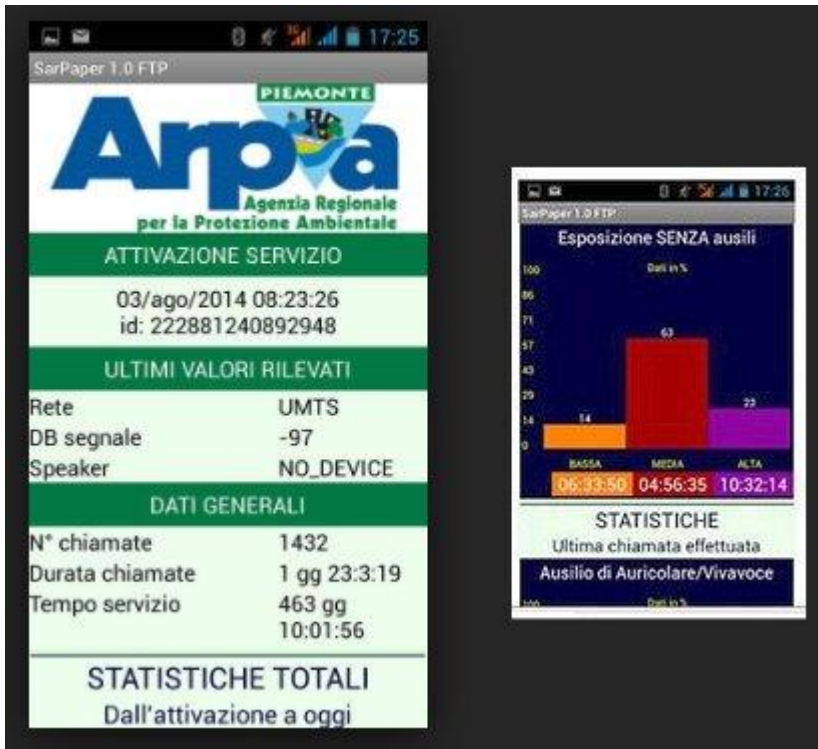 17:25
SarPaper 1.0 FTP
PIEMONTE
Arpa
Agenzia Regionale
per la Protezione Ambientale
ATTIVAZIONE SERVIZIO
03/ago/2014 08:23:26
id: 222881240892948
ULTIMI VALORI RILEVATI
Rete UMTS
DB segnale -97
Speaker NO_DEVICE
DATI GENERALI
N° chiamate 1432
Durata chiamate 1 gg 23:3:19
Tempo servizio 463 gg
10:01:56
STATISTICHE TOTALI
Dall'attivazione a oggi
17:26
SarPaper 1.0 FTP
Esposizione SENZA ausili
Dati in %
100
86
71
57
43
29
14
0
14
63
23
BASSA MEDIA ALTA
06:33:50 04:56:35 10:32:14
STATISTICHE
Ultima chiamata effettuata
Ausilio di Auricolare/Vivavoce
100 Dati in %